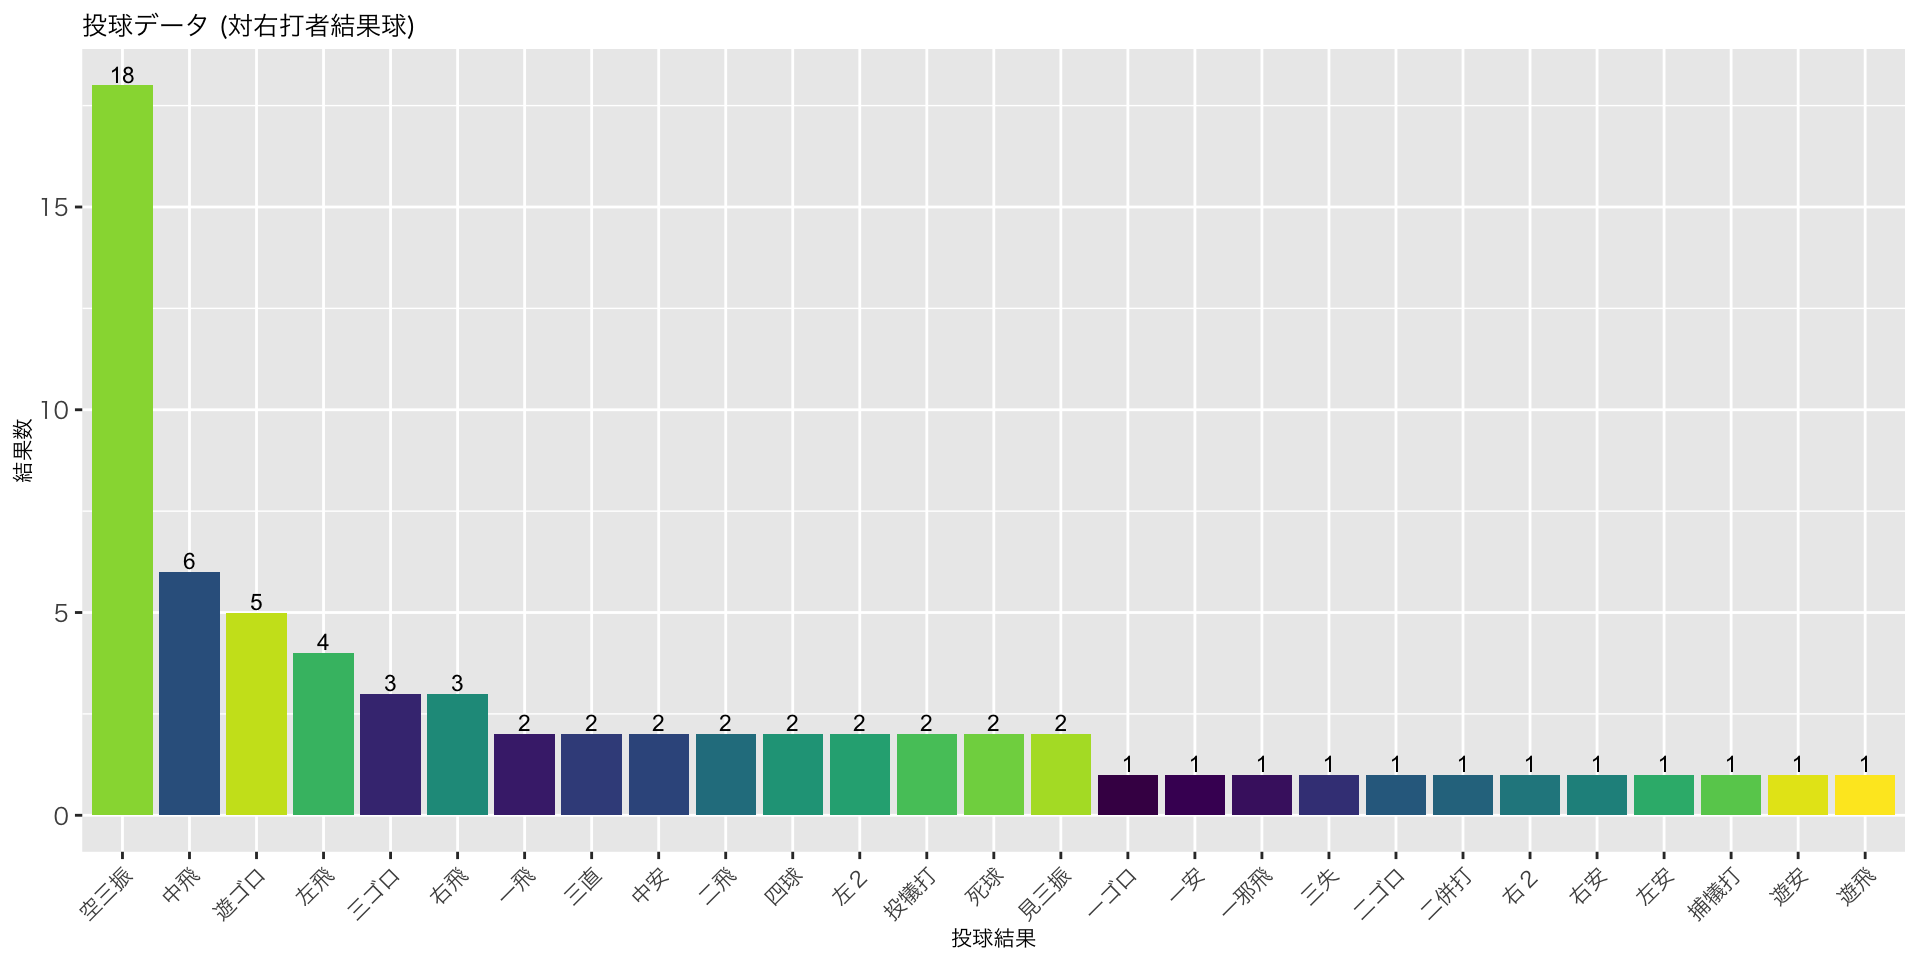 投球データ (対右打者結果球)
結果数
15
10
5
0
18
6
5
4
3
3
2
2
2
2
2
2
2
2
2
1
1
1
1
1
1
1
1
1
1
1
1
空三振
中飛
遊ゴロ
左飛
三ゴロ
右飛
一飛
三直
中安
二飛
四球
左２
投犠打
死球
見三振
一ゴロ
一安
一邪飛
三失
二ゴロ
二併打
右２
右安
左安
捕犠打
遊安
遊飛
投球結果